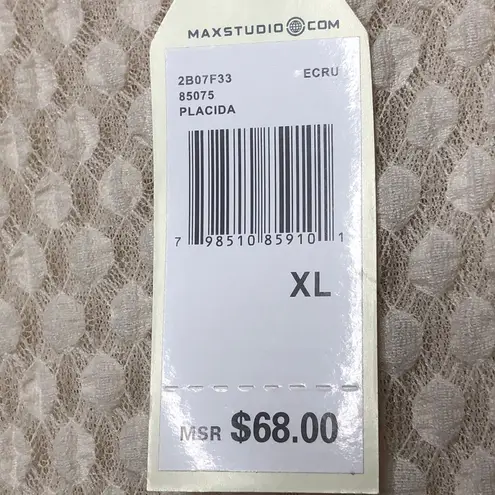 MAXSTUDIO COM
2B07F33 ECRU
85075
PLACIDA
7 98510 85910 1
XL
MSR $68.00